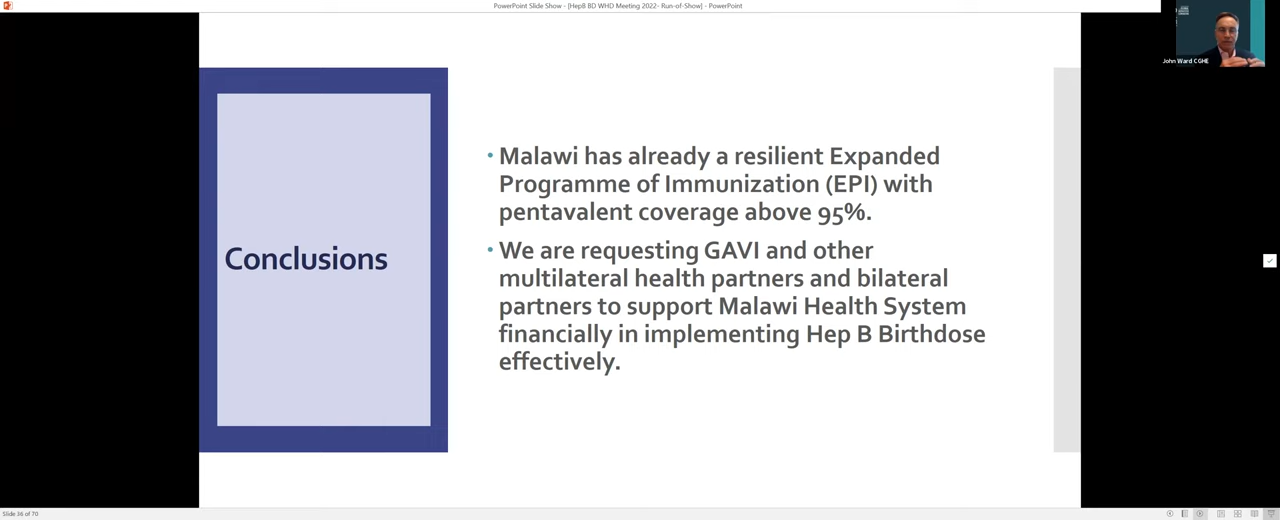 PowerPoint Slide Show - [HepB BD WHD Meeting 2022- Run-of-Show] - PowerPoint
John Ward CGHE
Conclusions
• Malawi has already a resilient Expanded
Programme of Immunization (EPI) with
pentavalent coverage above 95%.
• We are requesting GAVI and other
multilateral health partners and bilateral
partners to support Malawi Health System
financially in implementing Hep B Birthdose
effectively.
Slide 36 of 70